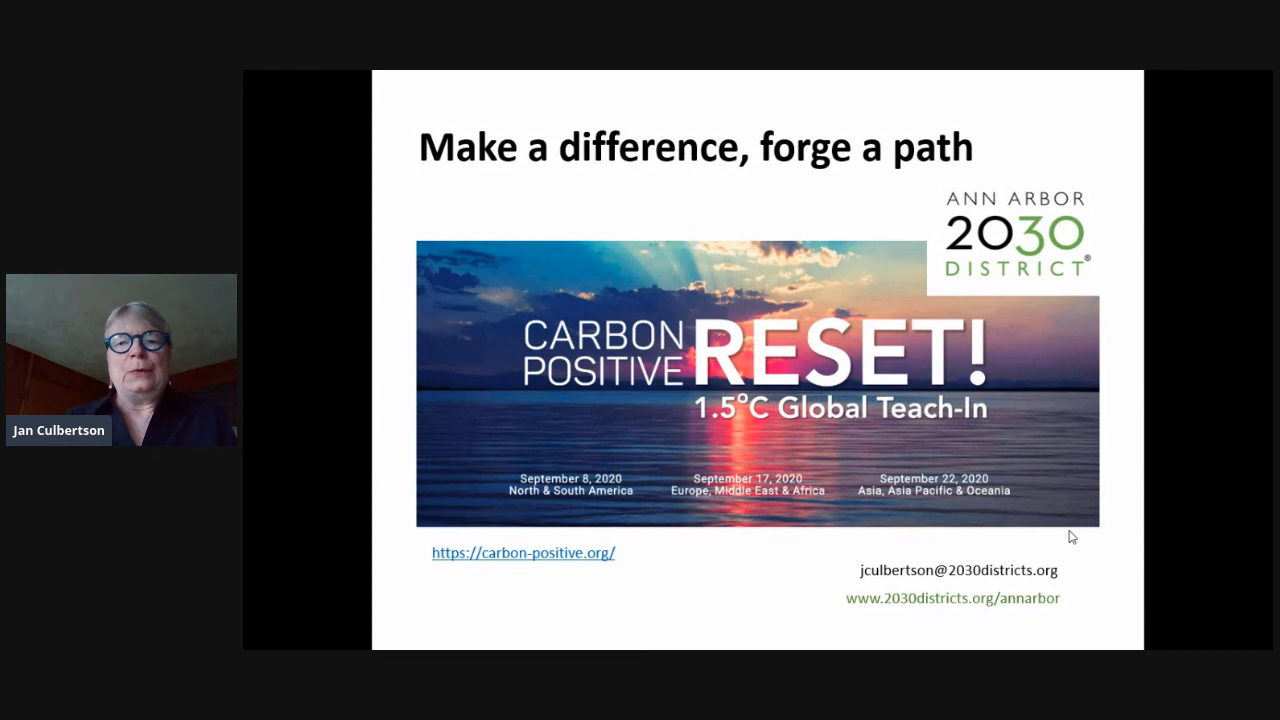 Make a difference, forge a path
ANN ARBOR
2030
DISTRICT®
CARBON
POSITIVE
RESET!
1.5°C Global Teach-In
September 8, 2020
North & South America
September 17, 2020
Europe, Middle East & Africa
September 22, 2020
Asia, Asia Pacific & Oceania
https://carbon-positive.org/
jculbertson@2030districts.org
www.2030districts.org/annarbor
Jan Culbertson